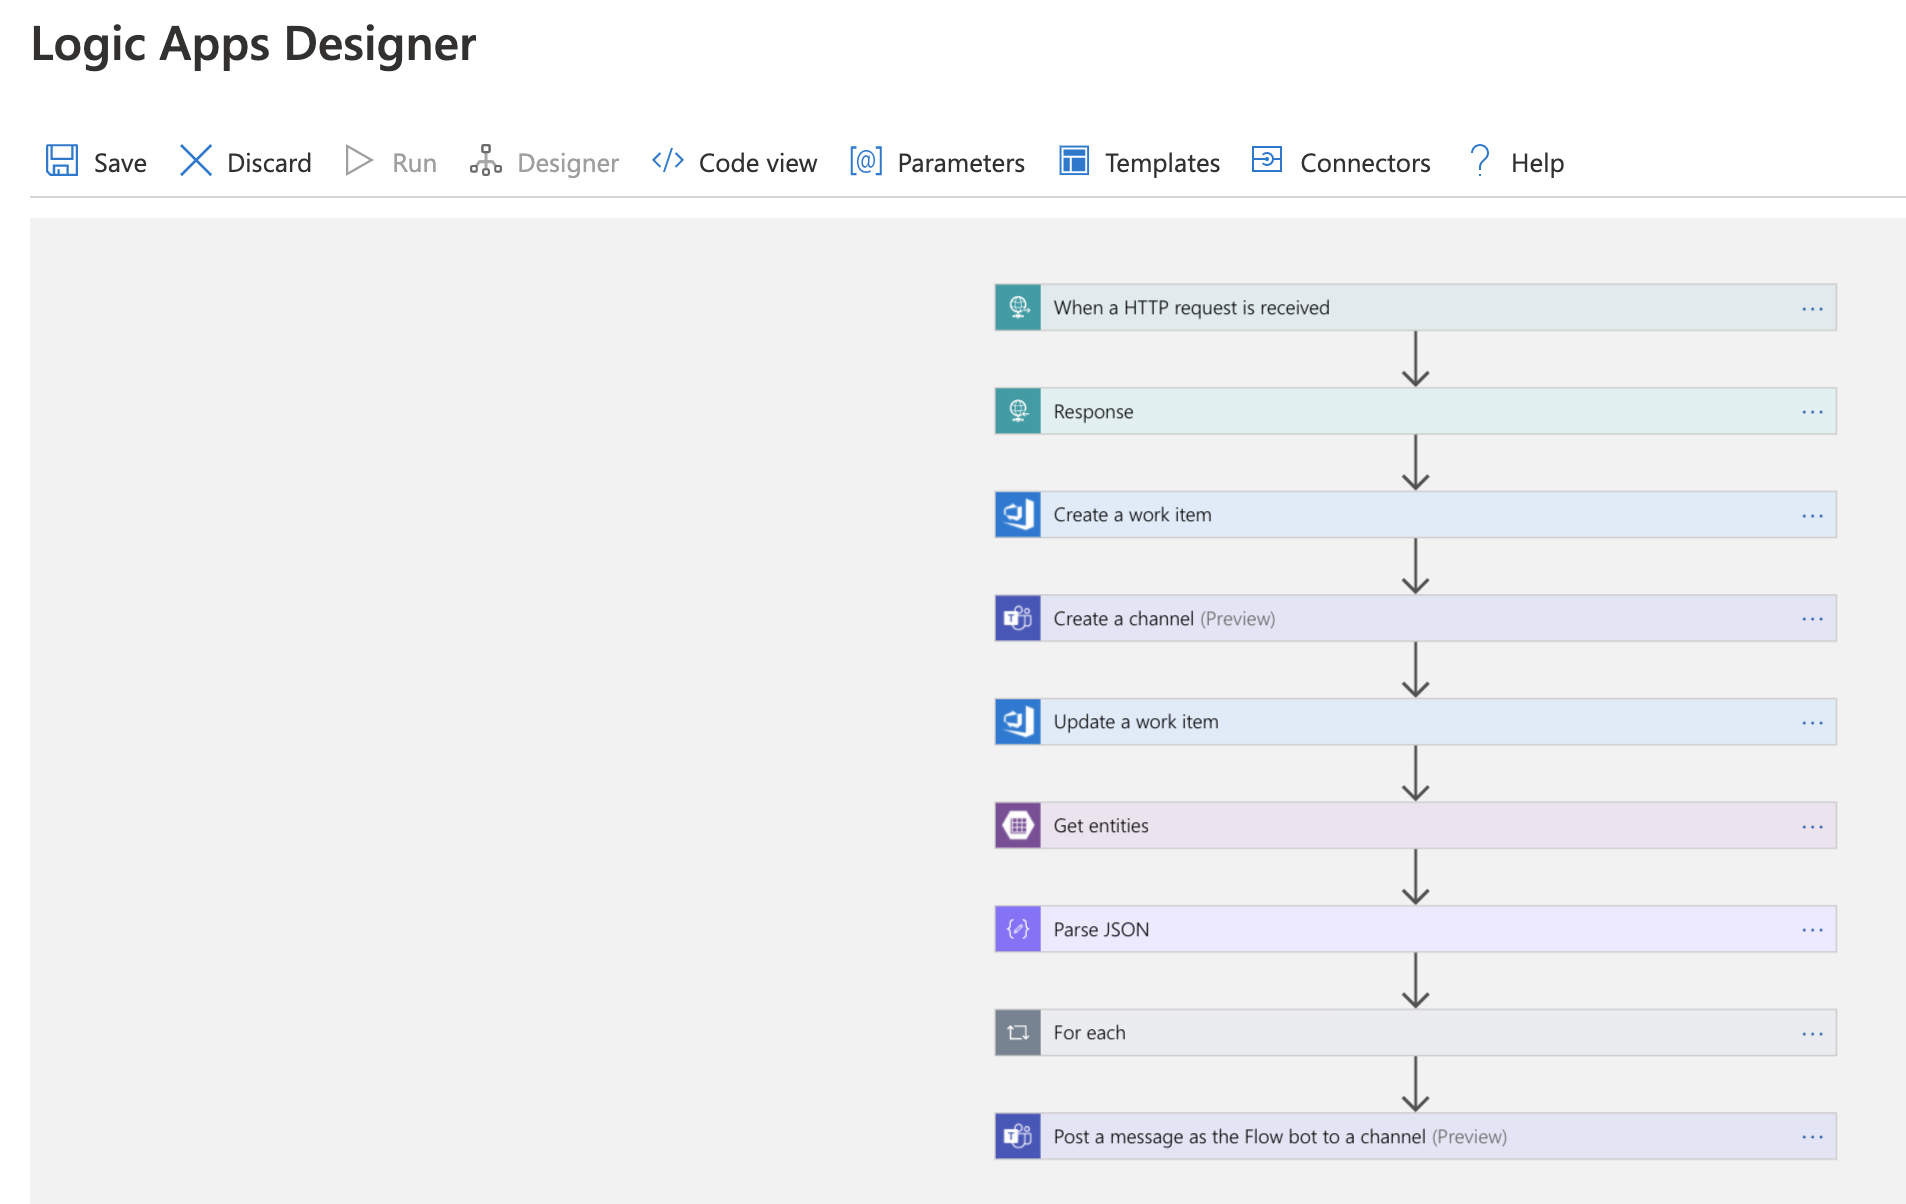 Logic Apps Designer
Save Discard Run Designer </> Code view [@] Parameters Templates Connectors ? Help
When a HTTP request is received ...
Response ...
Create a work item ...
Create a channel (Preview) ...
Update a work item ...
Get entities ...
Parse JSON ...
For each ...
Post a message as the Flow bot to a channel (Preview) ...